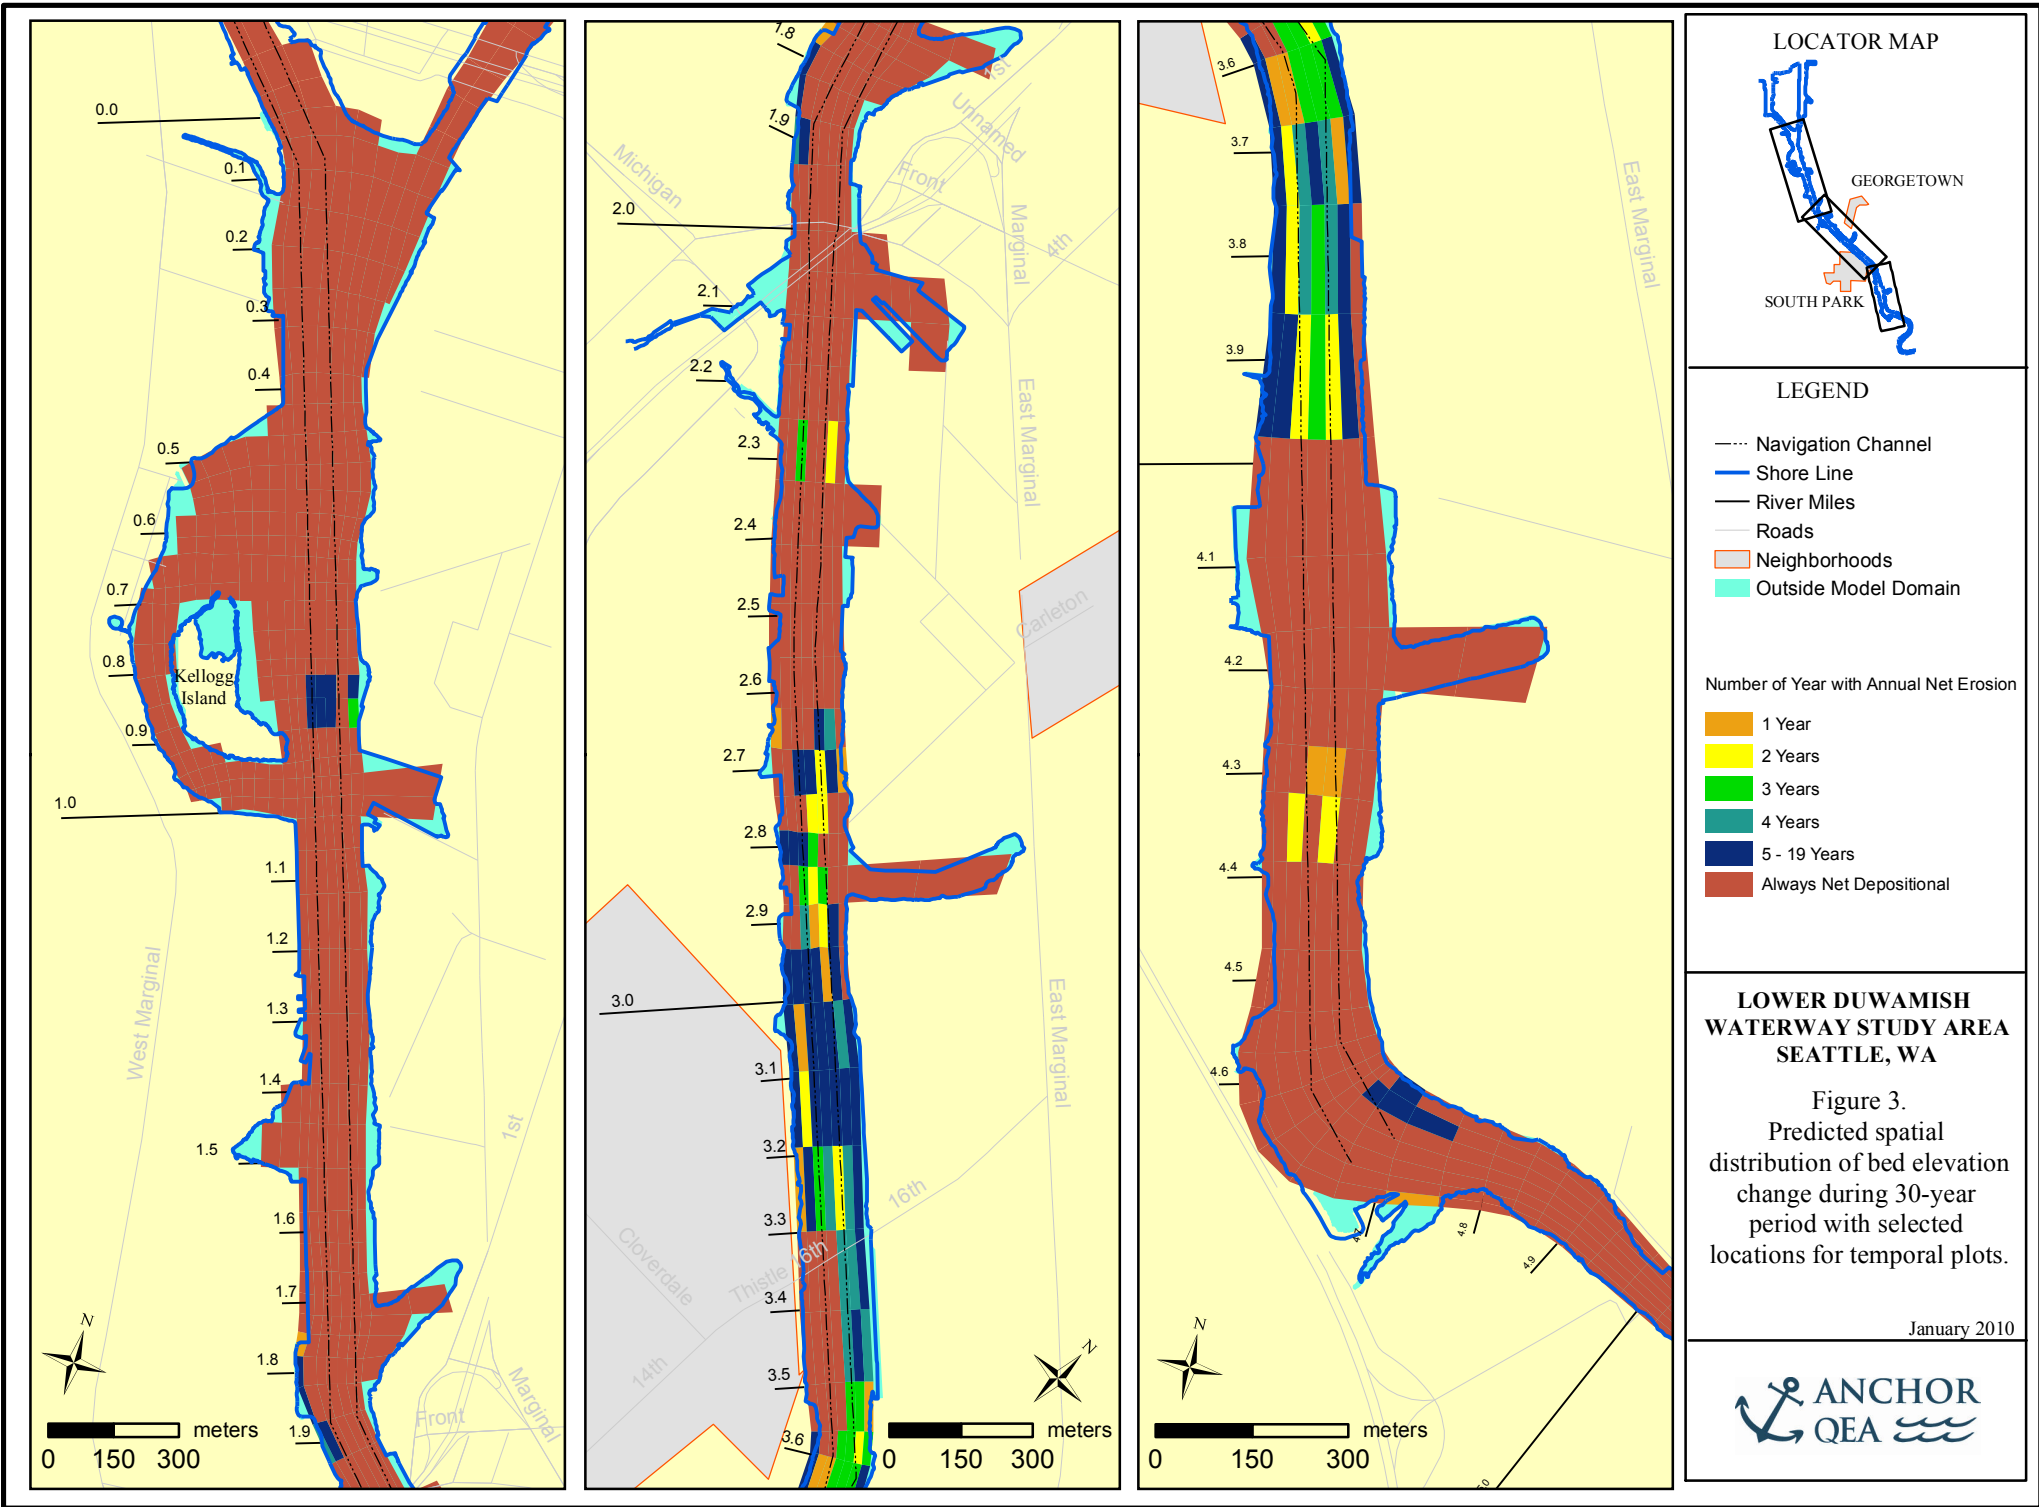 0.0
0.1
0.2
0.3
0.4
0.5
0.6
0.7
0.8
Kellogg
Island
0.9
1.0
1.1
1.2
1.3
1.4
1.5
1.6
1.7
1.8
1.9
West Marginal
1st
Front
Marginal
N
meters
0 150 300
1.8
1.9
2.0
2.1
2.2
2.3
2.4
2.5
2.6
2.7
2.8
2.9
3.0
3.1
3.2
3.3
3.4
3.5
3.6
Michigan
1st
Unnamed
Front
Marginal
4th
East Marginal
Carleton
East Marginal
16th
Thistle 16th
Cloverdale
14th
N
meters
0 150 300
3.6
3.7
3.8
3.9
4.1
4.2
4.3
4.4
4.5
4.6
4.7
4.8
4.9
5.0
East Marginal
N
meters
0 150 300
LOCATOR MAP
GEORGETOWN
SOUTH PARK
LEGEND
Navigation Channel
Shore Line
River Miles
Roads
Neighborhoods
Outside Model Domain
Number of Year with Annual Net Erosion
1 Year
2 Years
3 Years
4 Years
5 - 19 Years
Always Net Depositional
LOWER DUWAMISH
WATERWAY STUDY AREA
SEATTLE, WA
Figure 3.
Predicted spatial
distribution of bed elevation
change during 30-year
period with selected
locations for temporal plots.
January 2010
ANCHOR
QEA